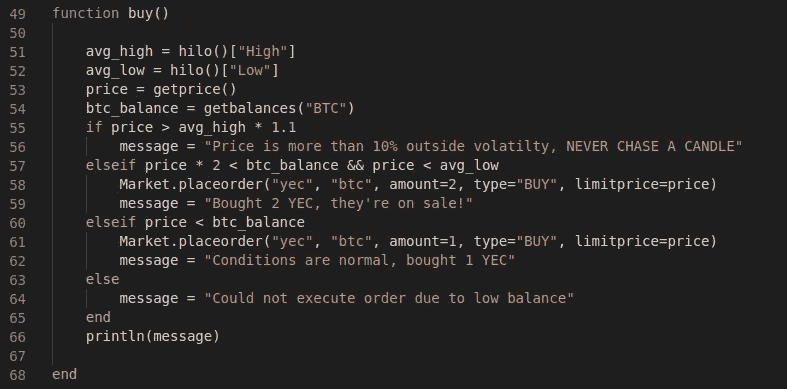 49 function buy()
50
51 avg_high = hilo()["High"]
52 avg_low = hilo()["Low"]
53 price = getprice()
54 btc_balance = getbalances("BTC")
55 if price > avg_high * 1.1
56 message = "Price is more than 10% outside volatilty, NEVER CHASE A CANDLE"
57 elseif price * 2 < btc_balance && price < avg_low
58 Market.placeorder("yec", "btc", amount=2, type="BUY", limitprice=price)
59 message = "Bought 2 YEC, they're on sale!"
60 elseif price < btc_balance
61 Market.placeorder("yec", "btc", amount=1, type="BUY", limitprice=price)
62 message = "Conditions are normal, bought 1 YEC"
63 else
64 message = "Could not execute order due to low balance"
65 end
66 println(message)
67
68 end